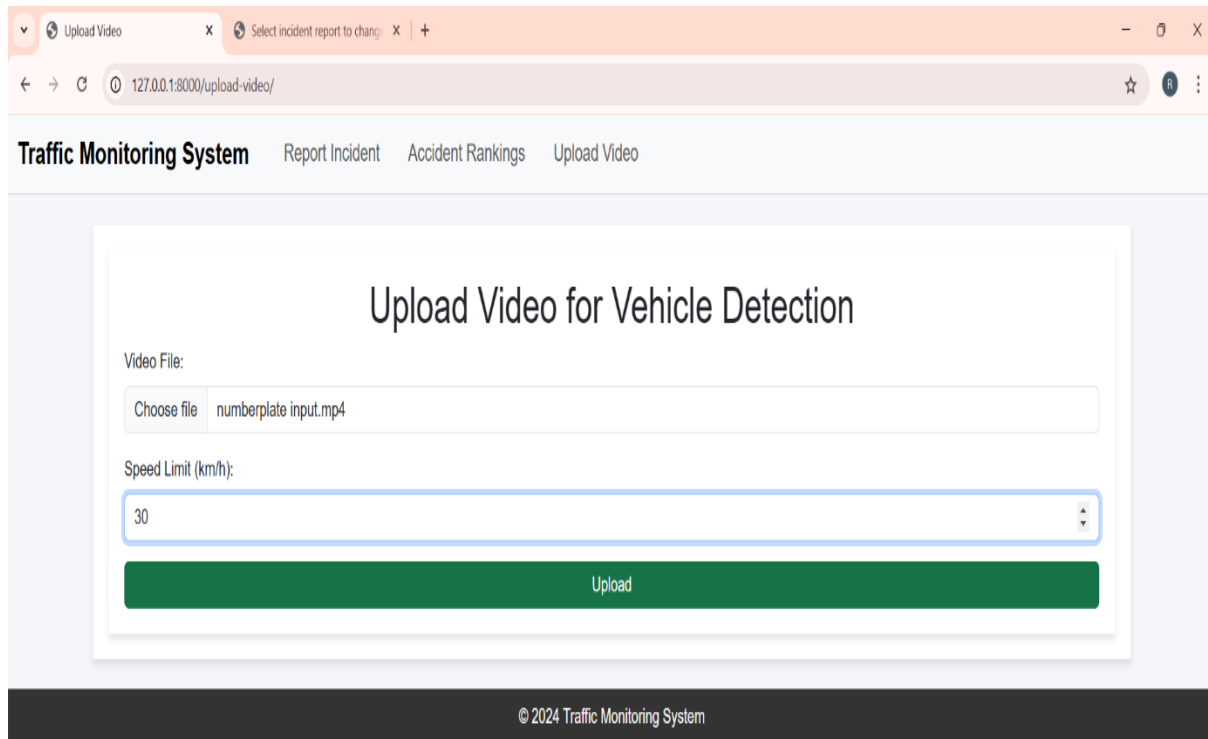 Upload Video Select incident report to chang
127.0.0.1:8000/upload-video/ R
Traffic Monitoring System Report Incident Accident Rankings Upload Video
Upload Video for Vehicle Detection
Video File:
Choose file numberplate input.mp4
Speed Limit (km/h):
30
Upload
© 2024 Traffic Monitoring System